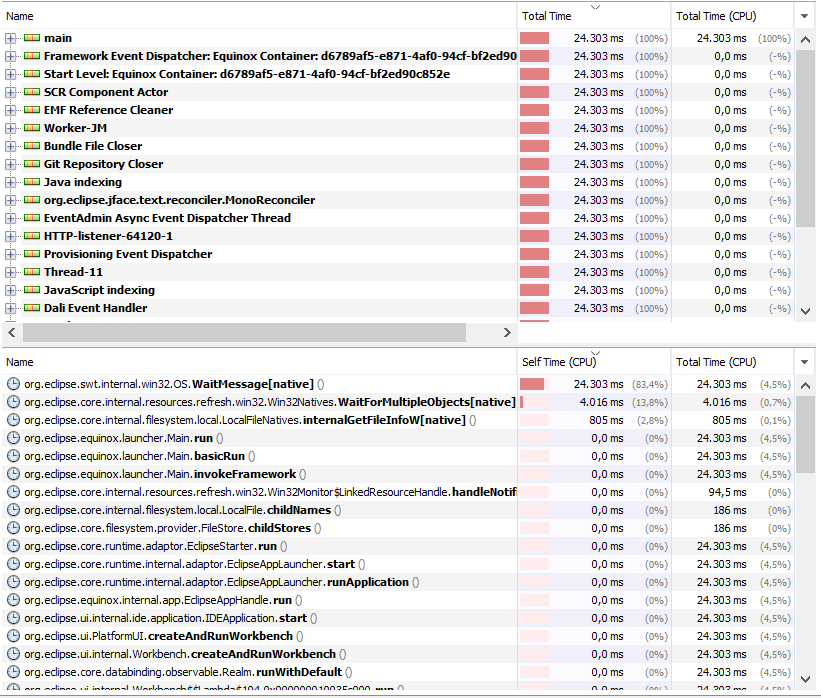 Name Total Time Total Time (CPU)
main 24.303 ms (100%) 24.303 ms (100%)
Framework Event Dispatcher: Equinox Container: d6789af5-e871-4af0-94cf-bf2ed90 24.303 ms (100%) 0,0 ms (-%)
Start Level: Equinox Container: d6789af5-e871-4af0-94cf-bf2ed90c852e 24.303 ms (100%) 0,0 ms (-%)
SCR Component Actor 24.303 ms (100%) 0,0 ms (-%)
EMF Reference Cleaner 24.303 ms (100%) 0,0 ms (-%)
Worker-JM 24.303 ms (100%) 0,0 ms (-%)
Bundle File Closer 24.303 ms (100%) 0,0 ms (-%)
Git Repository Closer 24.303 ms (100%) 0,0 ms (-%)
Java indexing 24.303 ms (100%) 0,0 ms (-%)
org.eclipse.jface.text.reconciler.MonoReconciler 24.303 ms (100%) 0,0 ms (-%)
EventAdmin Async Event Dispatcher Thread 24.303 ms (100%) 0,0 ms (-%)
HTTP-listener-64120-1 24.303 ms (100%) 0,0 ms (-%)
Provisioning Event Dispatcher 24.303 ms (100%) 0,0 ms (-%)
Thread-11 24.303 ms (100%) 0,0 ms (-%)
JavaScript indexing 24.303 ms (100%) 0,0 ms (-%)
Dali Event Handler 24.303 ms (100%) 0,0 ms (-%)
Name Self Time (CPU) Total Time (CPU)
org.eclipse.swt.internal.win32.OS.WaitMessage[native] () 24.303 ms (83,4%) 24.303 ms (4,5%)
org.eclipse.core.internal.resources.refresh.win32.Win32Natives.WaitForMultipleObjects[native] 4.016 ms (13,8%) 4.016 ms (0,7%)
org.eclipse.core.internal.filesystem.local.LocalFileNatives.internalGetFileInfoW[native] () 805 ms (2,8%) 805 ms (0,1%)
org.eclipse.equinox.launcher.Main.run () 0,0 ms (0%) 24.303 ms (4,5%)
org.eclipse.equinox.launcher.Main.basicRun () 0,0 ms (0%) 24.303 ms (4,5%)
org.eclipse.equinox.launcher.Main.invokeFramework () 0,0 ms (0%) 24.303 ms (4,5%)
org.eclipse.core.internal.resources.refresh.win32.Win32Monitor$LinkedResourceHandle.handleNotif 0,0 ms (0%) 94,5 ms (0%)
org.eclipse.core.internal.filesystem.local.LocalFile.childNames () 0,0 ms (0%) 186 ms (0%)
org.eclipse.core.filesystem.provider.FileStore.childStores () 0,0 ms (0%) 186 ms (0%)
org.eclipse.core.runtime.adaptor.EclipseStarter.run () 0,0 ms (0%) 24.303 ms (4,5%)
org.eclipse.core.runtime.internal.adaptor.EclipseAppLauncher.start () 0,0 ms (0%) 24.303 ms (4,5%)
org.eclipse.core.runtime.internal.adaptor.EclipseAppLauncher.runApplication () 0,0 ms (0%) 24.303 ms (4,5%)
org.eclipse.equinox.internal.app.EclipseAppHandle.run () 0,0 ms (0%) 24.303 ms (4,5%)
org.eclipse.ui.internal.ide.application.IDEApplication.start () 0,0 ms (0%) 24.303 ms (4,5%)
org.eclipse.ui.PlatformUI.createAndRunWorkbench () 0,0 ms (0%) 24.303 ms (4,5%)
org.eclipse.ui.internal.Workbench.createAndRunWorkbench () 0,0 ms (0%) 24.303 ms (4,5%)
org.eclipse.core.databinding.observable.Realm.runWithDefault () 0,0 ms (0%) 24.303 ms (4,5%)